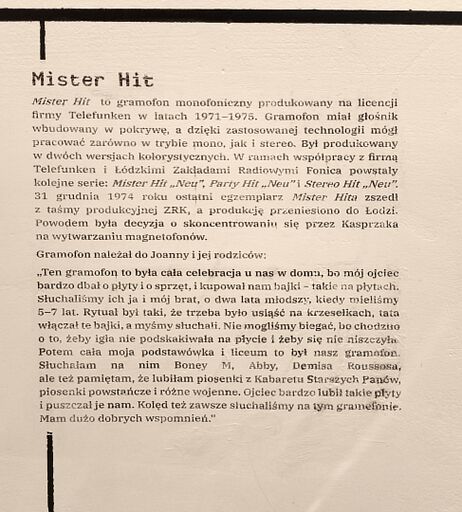 Mister Hit
Mister Hit to gramofon monofoniczny produkowany na licencji
firmy Telefunken w latach 1971–1975. Gramofon miał głośnik
wbudowany w pokrywę, a dzięki zastosowanej technologii mógł
pracować zarówno w trybie mono, jak i stereo. Był produkowany
w dwóch wersjach kolorystycznych. W ramach współpracy z firmą
Telefunken i Łódzkimi Zakładami Radiowymi Fonica powstały
kolejne serie: Mister Hit „Neu”, Party Hit „Neu” i Stereo Hit „Neu”.
31 grudnia 1974 roku ostatni egzemplarz Mister Hita zszedł
z taśmy produkcyjnej ZRK, a produkcję przeniesiono do Łodzi.
Powodem była decyzja o skoncentrowaniu się przez Kasprzaka
na wytwarzaniu magnetofonów.
Gramofon należał do Joanny i jej rodziców:
„Ten gramofon to była cała celebracja u nas w domu, bo mój ojciec
bardzo dbał o płyty i o sprzęt, i kupował nam bajki – takie na płytach.
Słuchaliśmy ich ja i mój brat, o dwa lata młodszy, kiedy mieliśmy
5–7 lat. Rytuał był taki, że trzeba było usiąść na krzesełkach, tata
włączał te bajki, a myśmy słuchali. Nie mogliśmy biegać, bo chodziło
o to, żeby igła nie podskakiwała na płycie i żeby się nie niszczyła.
Potem cała moja podstawówka i liceum to był nasz gramofon.
Słuchałam na nim Boney M, Abby, Demisa Roussosa,
ale też pamiętam, że lubiłam piosenki z Kabaretu Starszych Panów,
piosenki powstańcze i różne wojenne. Ojciec bardzo lubił takie płyty
i puszczał je nam. Kolęd też zawsze słuchaliśmy na tym gramofonie.
Mam dużo dobrych wspomnień.”